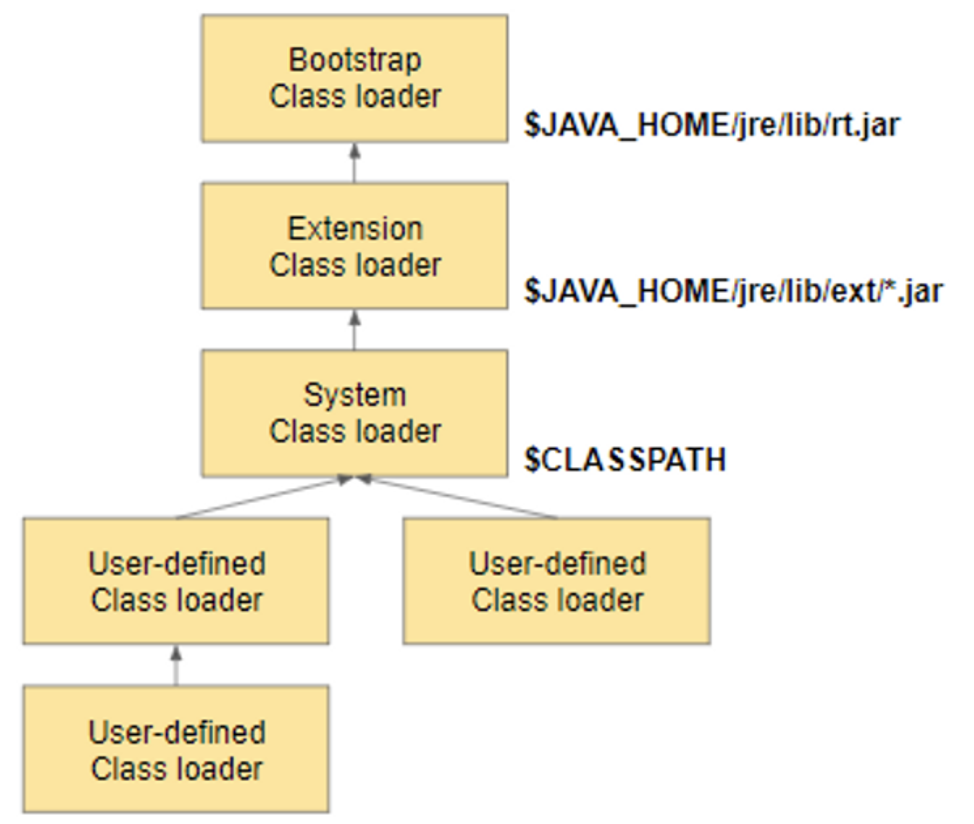 Bootstrap
Class loader
$JAVA_HOME/jre/lib/rt.jar
Extension
Class loader
$JAVA_HOME/jre/lib/ext/*.jar
System
Class loader
$CLASSPATH
User-defined
Class loader
User-defined
Class loader
User-defined
Class loader